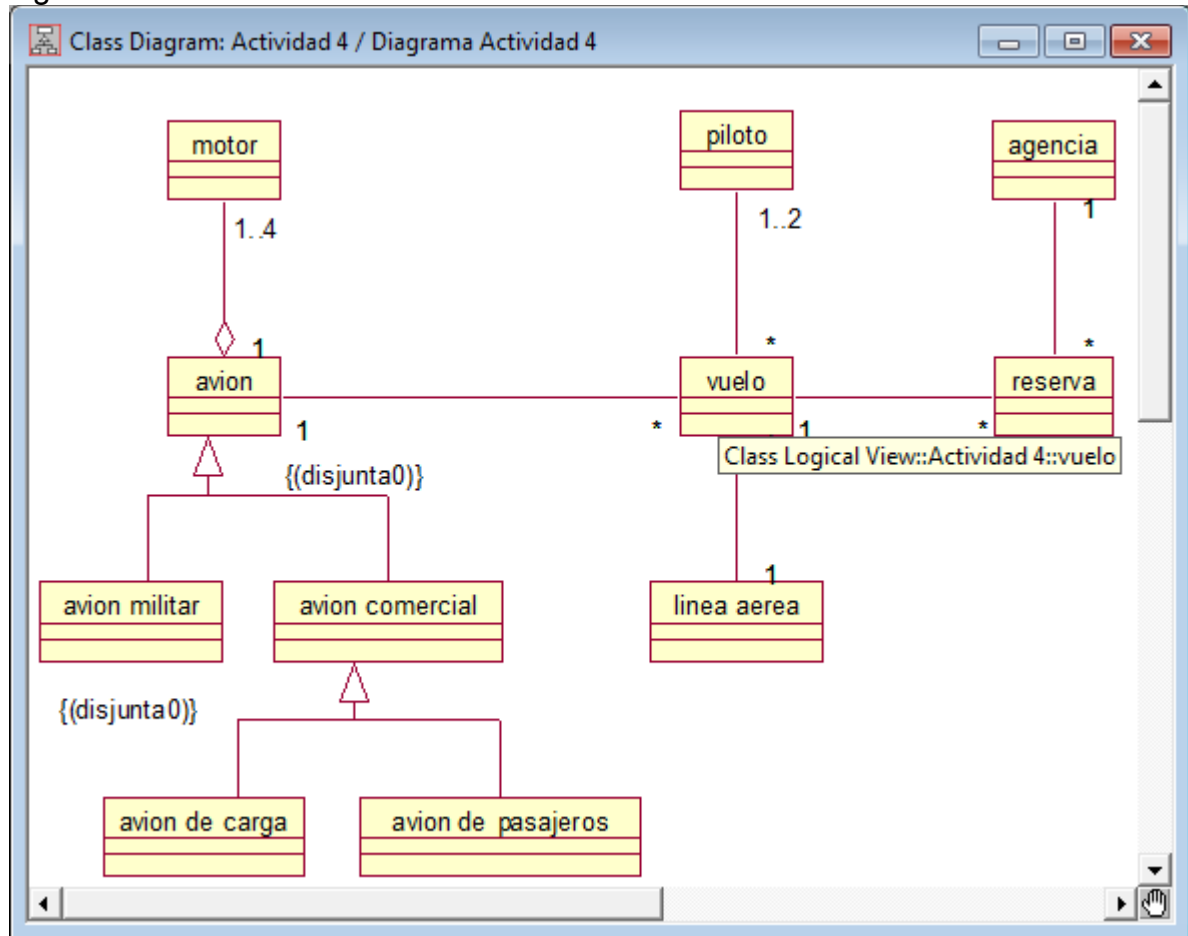 Class Diagram: Actividad 4 / Diagrama Actividad 4
motor
piloto
agencia
1..4
1..2
1
1
*
*
avion
vuelo
reserva
1
*
1
*
Class Logical View::Actividad 4::vuelo
{(disjunta0)}
1
avion militar
avion comercial
linea aerea
{(disjunta0)}
avion de carga
avion de pasajeros